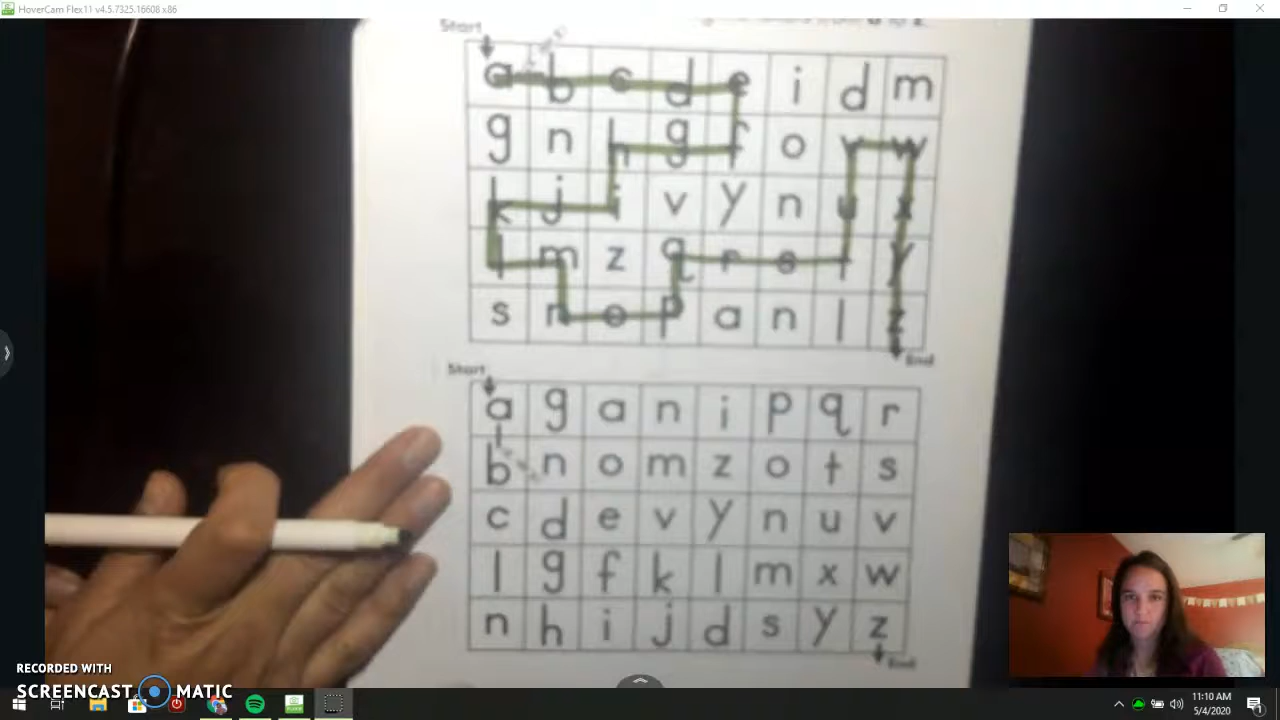 HoverCam Flex11 v4.5.7325.16608 x86
Start
a b c d e i d m
g n h g f o v w
k j i v y n u x
l m z q r s t y
s n o p a n l z
End
Start
a g a n i p q r
b n o m z o t s
c d e v y n u v
l g f k l m x w
n h i j d s y z
End
RECORDED WITH
SCREENCAST MATIC
11:10 AM
5/4/2020